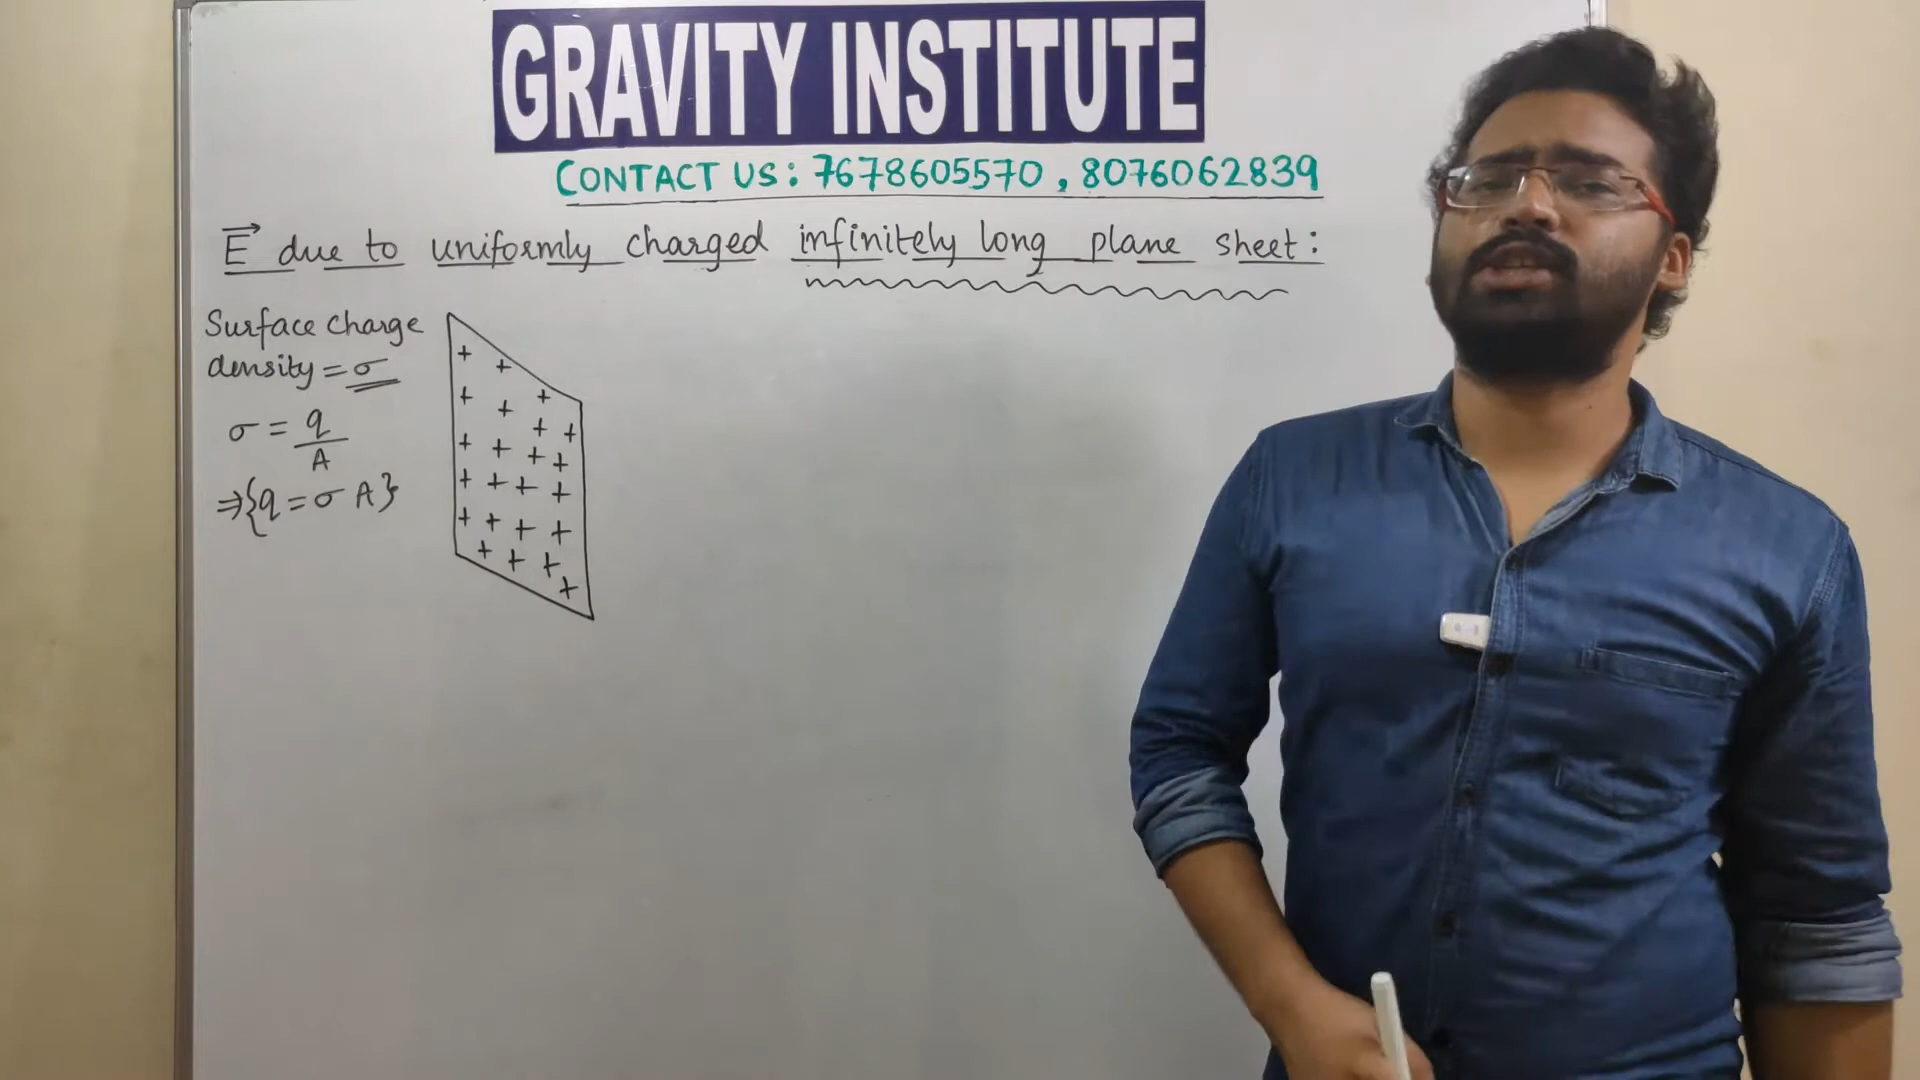 GRAVITY INSTITUTE
CONTACT US : 7678605570 , 8076062839
E⃗ due to uniformly charged infinitely long plane sheet :
Surface charge
density = σ
σ = q/A
⇒{q = σ A}
+ +
+ + +
+ + +
+ + + +
+ + + +
+ + + +
+ + +
+